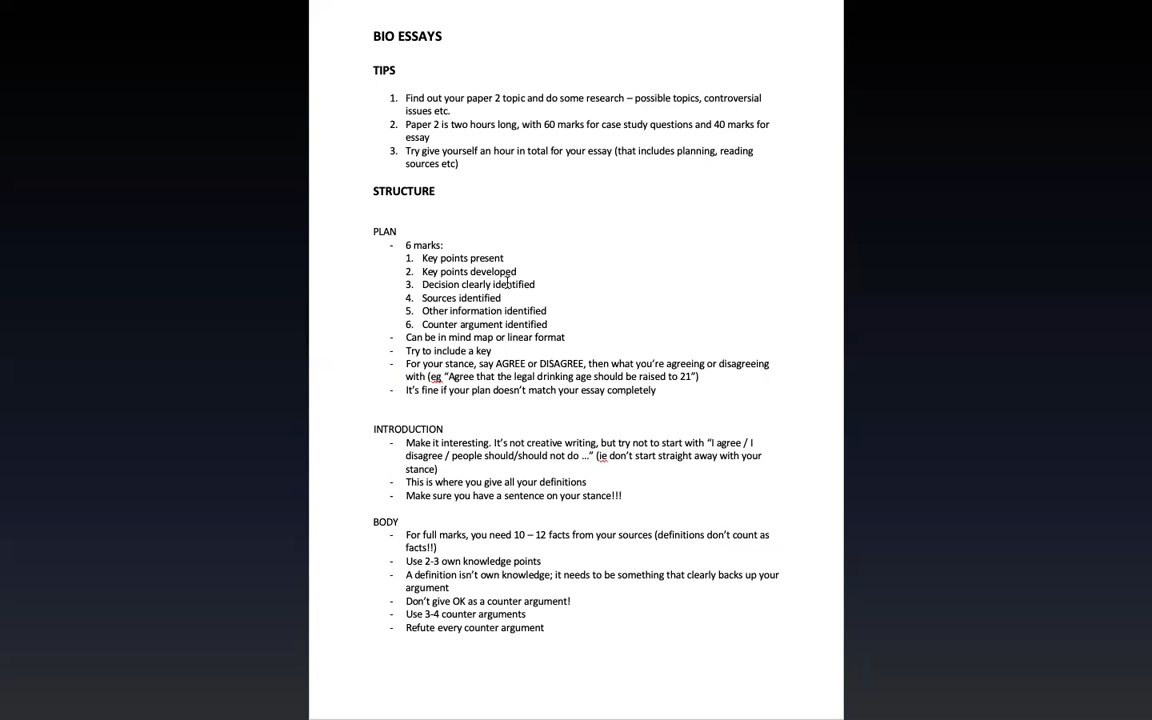 BIO ESSAYS
TIPS
1. Find out your paper 2 topic and do some research – possible topics, controversial
issues etc.
2. Paper 2 is two hours long, with 60 marks for case study questions and 40 marks for
essay
3. Try give yourself an hour in total for your essay (that includes planning, reading
sources etc)
STRUCTURE
PLAN
- 6 marks:
1. Key points present
2. Key points developed
3. Decision clearly identified
4. Sources identified
5. Other information identified
6. Counter argument identified
- Can be in mind map or linear format
- Try to include a key
- For your stance, say AGREE or DISAGREE, then what you're agreeing or disagreeing
with (eg "Agree that the legal drinking age should be raised to 21")
- It's fine if your plan doesn't match your essay completely
INTRODUCTION
- Make it interesting. It's not creative writing, but try not to start with "I agree / I
disagree / people should/should not do ..." (ie don't start straight away with your
stance)
- This is where you give all your definitions
- Make sure you have a sentence on your stance!!!
BODY
- For full marks, you need 10 – 12 facts from your sources (definitions don't count as
facts!!)
- Use 2-3 own knowledge points
- A definition isn't own knowledge; it needs to be something that clearly backs up your
argument
- Don't give OK as a counter argument!
- Use 3-4 counter arguments
- Refute every counter argument